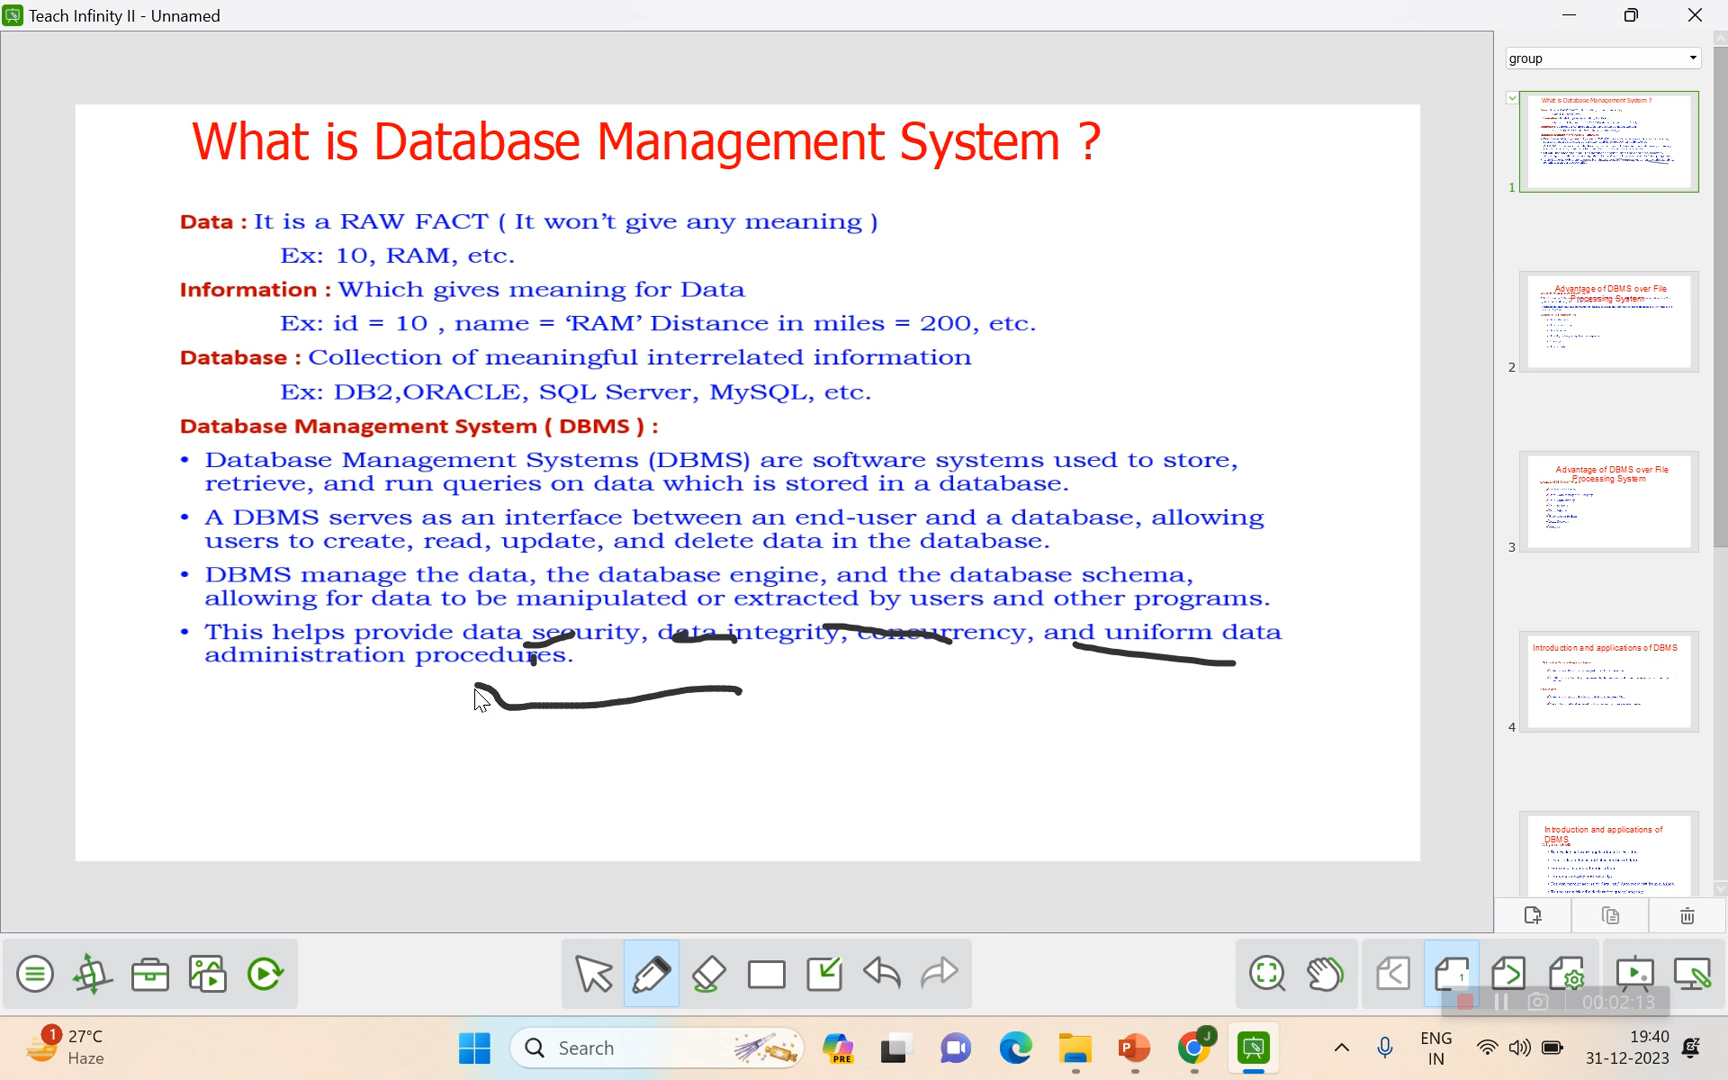 Teach Infinity II - Unnamed
group
What is Database Management System ?
Data : It is a RAW FACT ( It won’t give any meaning )
Ex: 10, RAM, etc.
Information : Which gives meaning for Data
Ex: id = 10 , name = ‘RAM’ Distance in miles = 200, etc.
Database : Collection of meaningful interrelated information
Ex: DB2,ORACLE, SQL Server, MySQL, etc.
Database Management System ( DBMS ) :
• Database Management Systems (DBMS) are software systems used to store,
retrieve, and run queries on data which is stored in a database.
• A DBMS serves as an interface between an end-user and a database, allowing
users to create, read, update, and delete data in the database.
• DBMS manage the data, the database engine, and the database schema,
allowing for data to be manipulated or extracted by users and other programs.
• This helps provide data security, data integrity, concurrency, and uniform data
administration procedures.
What is Database Management System ?
1
Advantage of DBMS over File
Processing System
2
Advantage of DBMS over File
Processing System
3
Introduction and applications of DBMS
4
Introduction and applications of
DBMS
1
00:02:13
1
27°C
Haze
Search
PRE
J
P
ENG
IN
19:40
31-12-2023